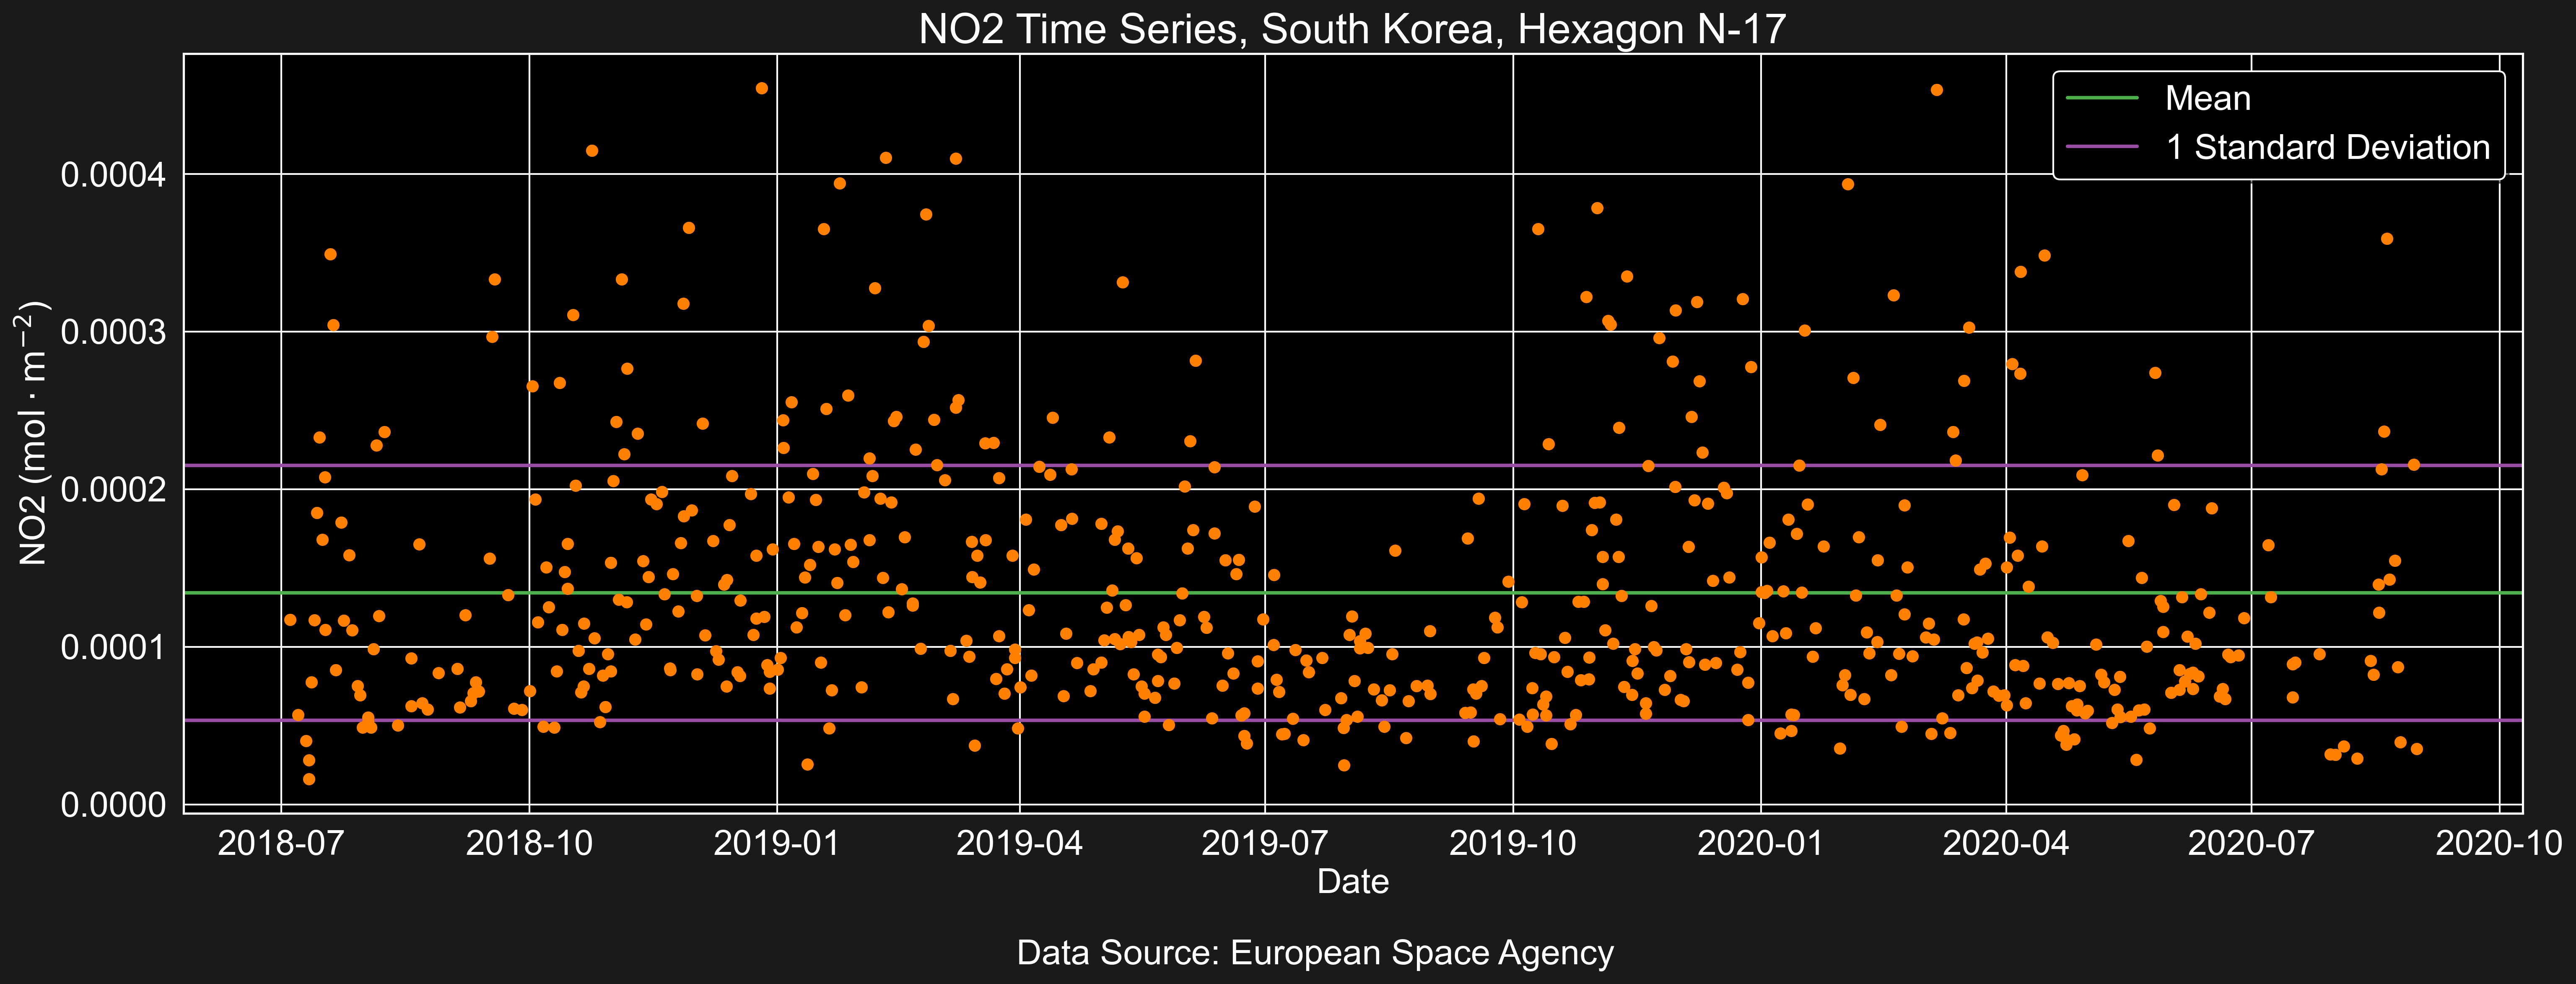 NO2 Time Series, South Korea, Hexagon N-17
Mean
1 Standard Deviation
NO2 (mol · m⁻²)
0.0004
0.0003
0.0002
0.0001
0.0000
2018-07 2018-10 2019-01 2019-04 2019-07 2019-10 2020-01 2020-04 2020-07 2020-10
Date
Data Source: European Space Agency